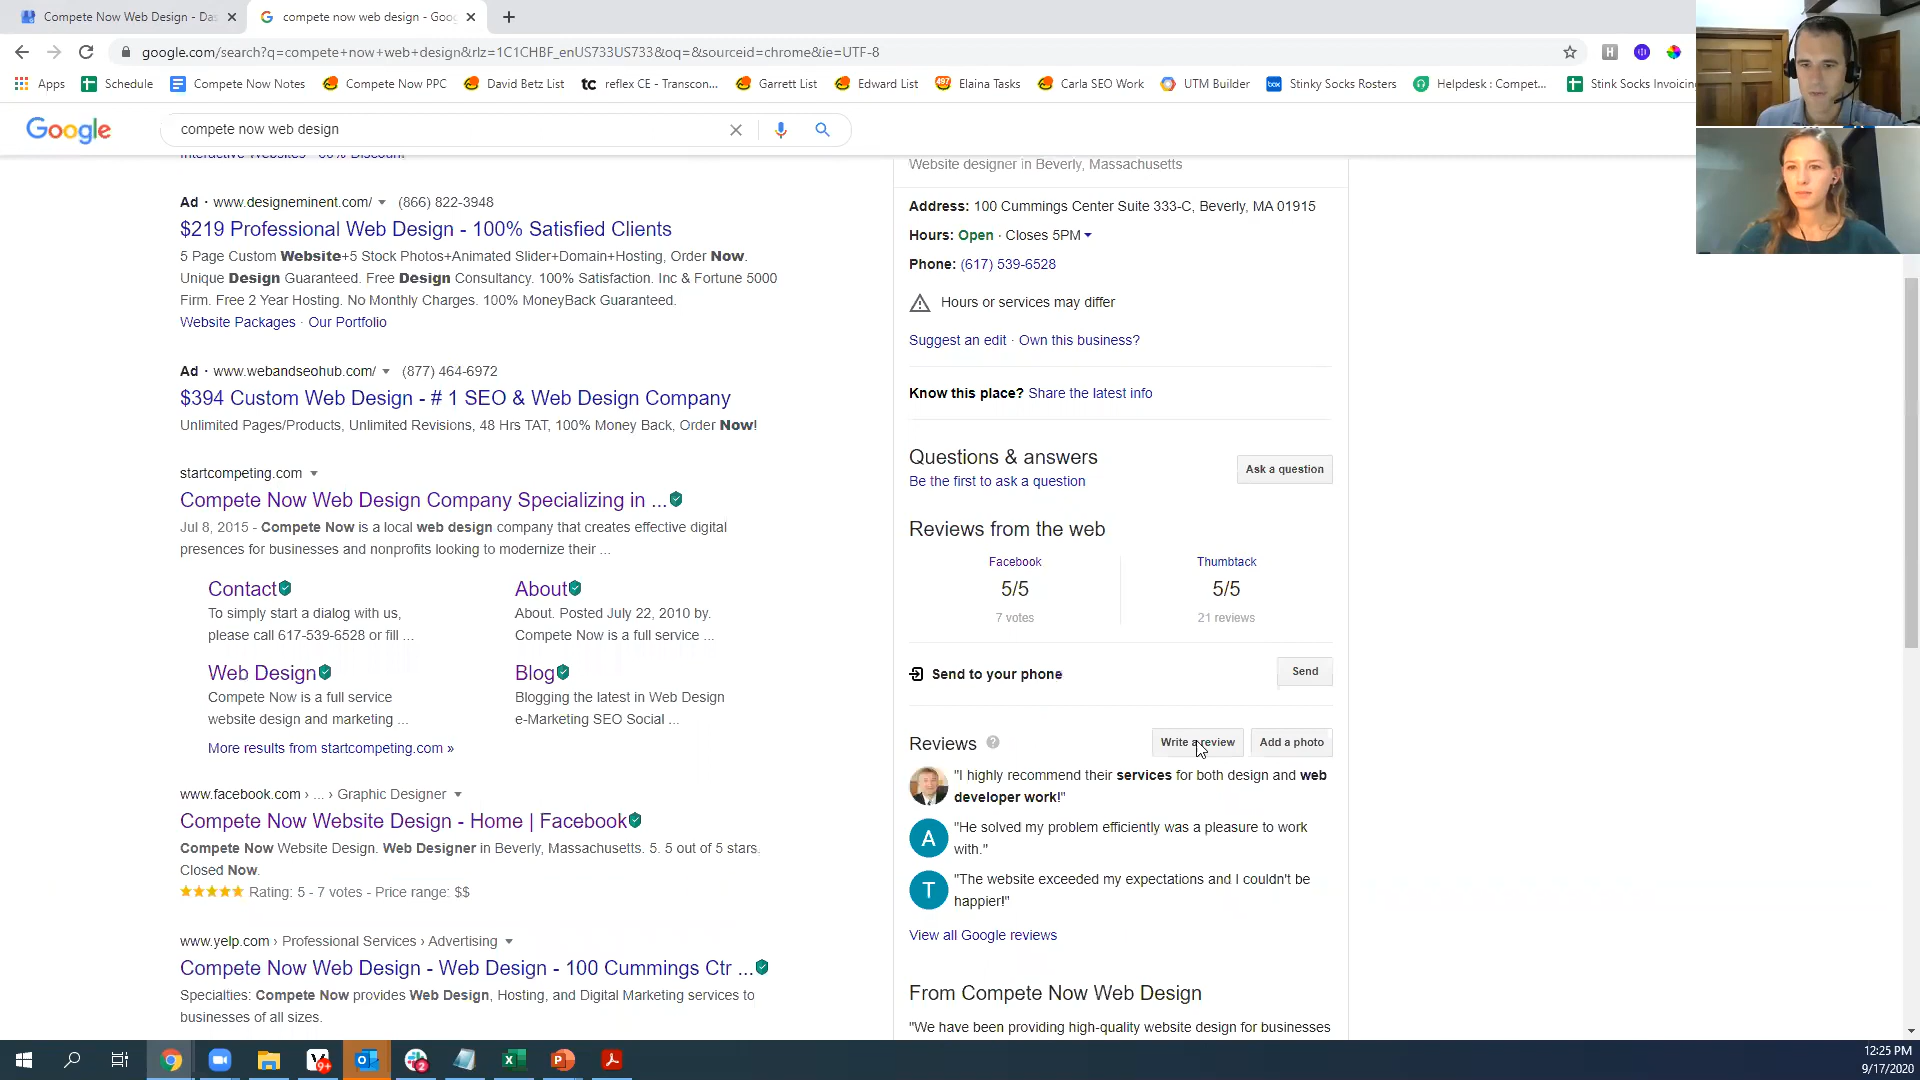 Compete Now Web Design - Das
compete now web design - Goog
google.com/search?q=compete+now+web+design&rlz=1C1CHBF_enUS733US733&oq=&sourceid=chrome&ie=UTF-8
Apps
Schedule
Compete Now Notes
Compete Now PPC
David Betz List
tc reflex CE - Transcon...
Garrett List
Edward List
497 Elaina Tasks
Carla SEO Work
UTM Builder
box Stinky Socks Rosters
Helpdesk : Compet...
Stink Socks Invoicing
Google
compete now web design
Ad · www.designeminent.com/ (866) 822-3948
$219 Professional Web Design - 100% Satisfied Clients
5 Page Custom Website+5 Stock Photos+Animated Slider+Domain+Hosting, Order Now.
Unique Design Guaranteed. Free Design Consultancy. 100% Satisfaction. Inc & Fortune 5000
Firm. Free 2 Year Hosting. No Monthly Charges. 100% MoneyBack Guaranteed.
Website Packages · Our Portfolio
Ad · www.webandseohub.com/ (877) 464-6972
$394 Custom Web Design - # 1 SEO & Web Design Company
Unlimited Pages/Products, Unlimited Revisions, 48 Hrs TAT, 100% Money Back, Order Now!
startcompeting.com
Compete Now Web Design Company Specializing in ...
Jul 8, 2015 - Compete Now is a local web design company that creates effective digital
presences for businesses and nonprofits looking to modernize their ...
Contact
To simply start a dialog with us,
please call 617-539-6528 or fill ...
About
About. Posted July 22, 2010 by.
Compete Now is a full service ...
Web Design
Compete Now is a full service
website design and marketing ...
Blog
Blogging the latest in Web Design
e-Marketing SEO Social ...
More results from startcompeting.com »
www.facebook.com › ... › Graphic Designer
Compete Now Website Design - Home | Facebook
Compete Now Website Design. Web Designer in Beverly, Massachusetts. 5. 5 out of 5 stars.
Closed Now.
Rating: 5 - 7 votes - Price range: $$
www.yelp.com › Professional Services › Advertising
Compete Now Web Design - Web Design - 100 Cummings Ctr ...
Specialties: Compete Now provides Web Design, Hosting, and Digital Marketing services to
businesses of all sizes.
Website designer in Beverly, Massachusetts
Address: 100 Cummings Center Suite 333-C, Beverly, MA 01915
Hours: Open · Closes 5PM
Phone: (617) 539-6528
Hours or services may differ
Suggest an edit · Own this business?
Know this place? Share the latest info
Questions & answers
Be the first to ask a question
Ask a question
Reviews from the web
Facebook
5/5
7 votes
Thumbtack
5/5
21 reviews
Send to your phone
Send
Reviews
Write a review
Add a photo
"I highly recommend their services for both design and web
developer work!"
A
"He solved my problem efficiently was a pleasure to work
with."
T
"The website exceeded my expectations and I couldn't be
happier!"
View all Google reviews
From Compete Now Web Design
"We have been providing high-quality website design for businesses
9+
2
12:25 PM
9/17/2020